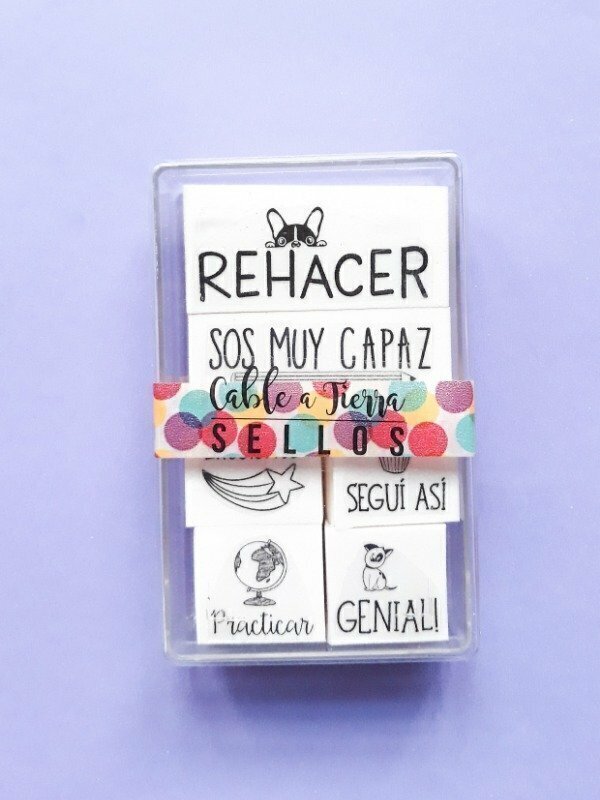 REHACER
SOS MUY CAPAZ
Cable a Tierra
SELLOS
SEGUÍ ASÍ
Practicar
GENIAL!